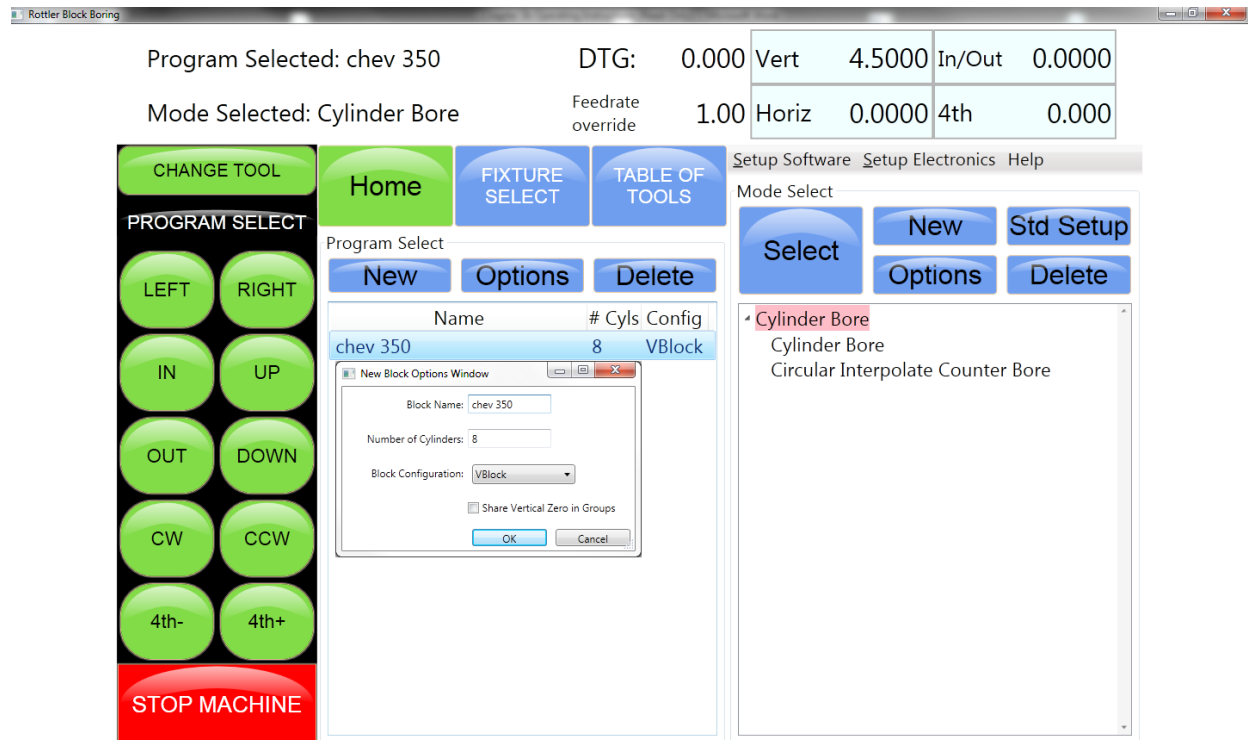 Rottler Block Boring
Program Selected: chev 350
DTG: 0.000
Vert 4.5000
In/Out 0.0000
Mode Selected: Cylinder Bore
Feedrate
override
1.00
Horiz 0.0000
4th 0.000
CHANGE TOOL
PROGRAM SELECT
LEFT
RIGHT
IN
UP
OUT
DOWN
CW
CCW
4th-
4th+
STOP MACHINE
Home
FIXTURE
SELECT
TABLE OF
TOOLS
Program Select
New
Options
Delete
Name # Cyls Config
chev 350 8 VBlock
New Block Options Window
Block Name: chev 350
Number of Cylinders: 8
Block Configuration: VBlock
Share Vertical Zero in Groups
OK
Cancel
Setup Software Setup Electronics Help
Mode Select
Select
New
Std Setup
Options
Delete
Cylinder Bore
Cylinder Bore
Circular Interpolate Counter Bore